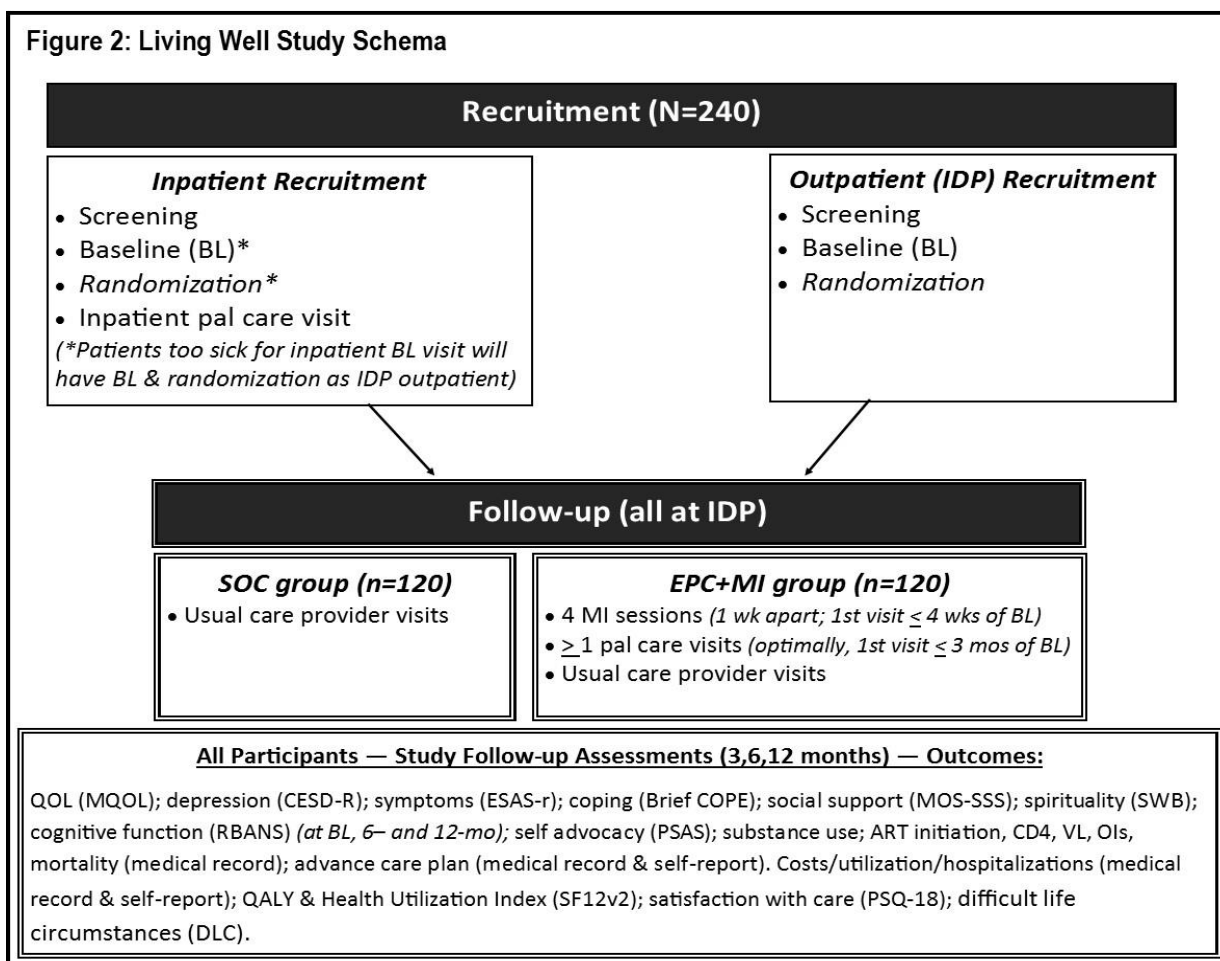 Figure 2: Living Well Study Schema
Recruitment (N=240)
Inpatient Recruitment
• Screening
• Baseline (BL)*
• Randomization*
• Inpatient pal care visit
(*Patients too sick for inpatient BL visit will
have BL & randomization as IDP outpatient)
Outpatient (IDP) Recruitment
• Screening
• Baseline (BL)
• Randomization
Follow-up (all at IDP)
SOC group (n=120)
• Usual care provider visits
EPC+MI group (n=120)
• 4 MI sessions (1 wk apart; 1st visit < 4 wks of BL)
• > 1 pal care visits (optimally, 1st visit < 3 mos of BL)
• Usual care provider visits
All Participants — Study Follow-up Assessments (3,6,12 months) — Outcomes:
QOL (MQOL); depression (CESD-R); symptoms (ESAS-r); coping (Brief COPE); social support (MOS-SSS); spirituality (SWB);
cognitive function (RBANS) (at BL, 6– and 12-mo); self advocacy (PSAS); substance use; ART initiation, CD4, VL, OIs,
mortality (medical record); advance care plan (medical record & self-report). Costs/utilization/hospitalizations (medical
record & self-report); QALY & Health Utilization Index (SF12v2); satisfaction with care (PSQ-18); difficult life
circumstances (DLC).